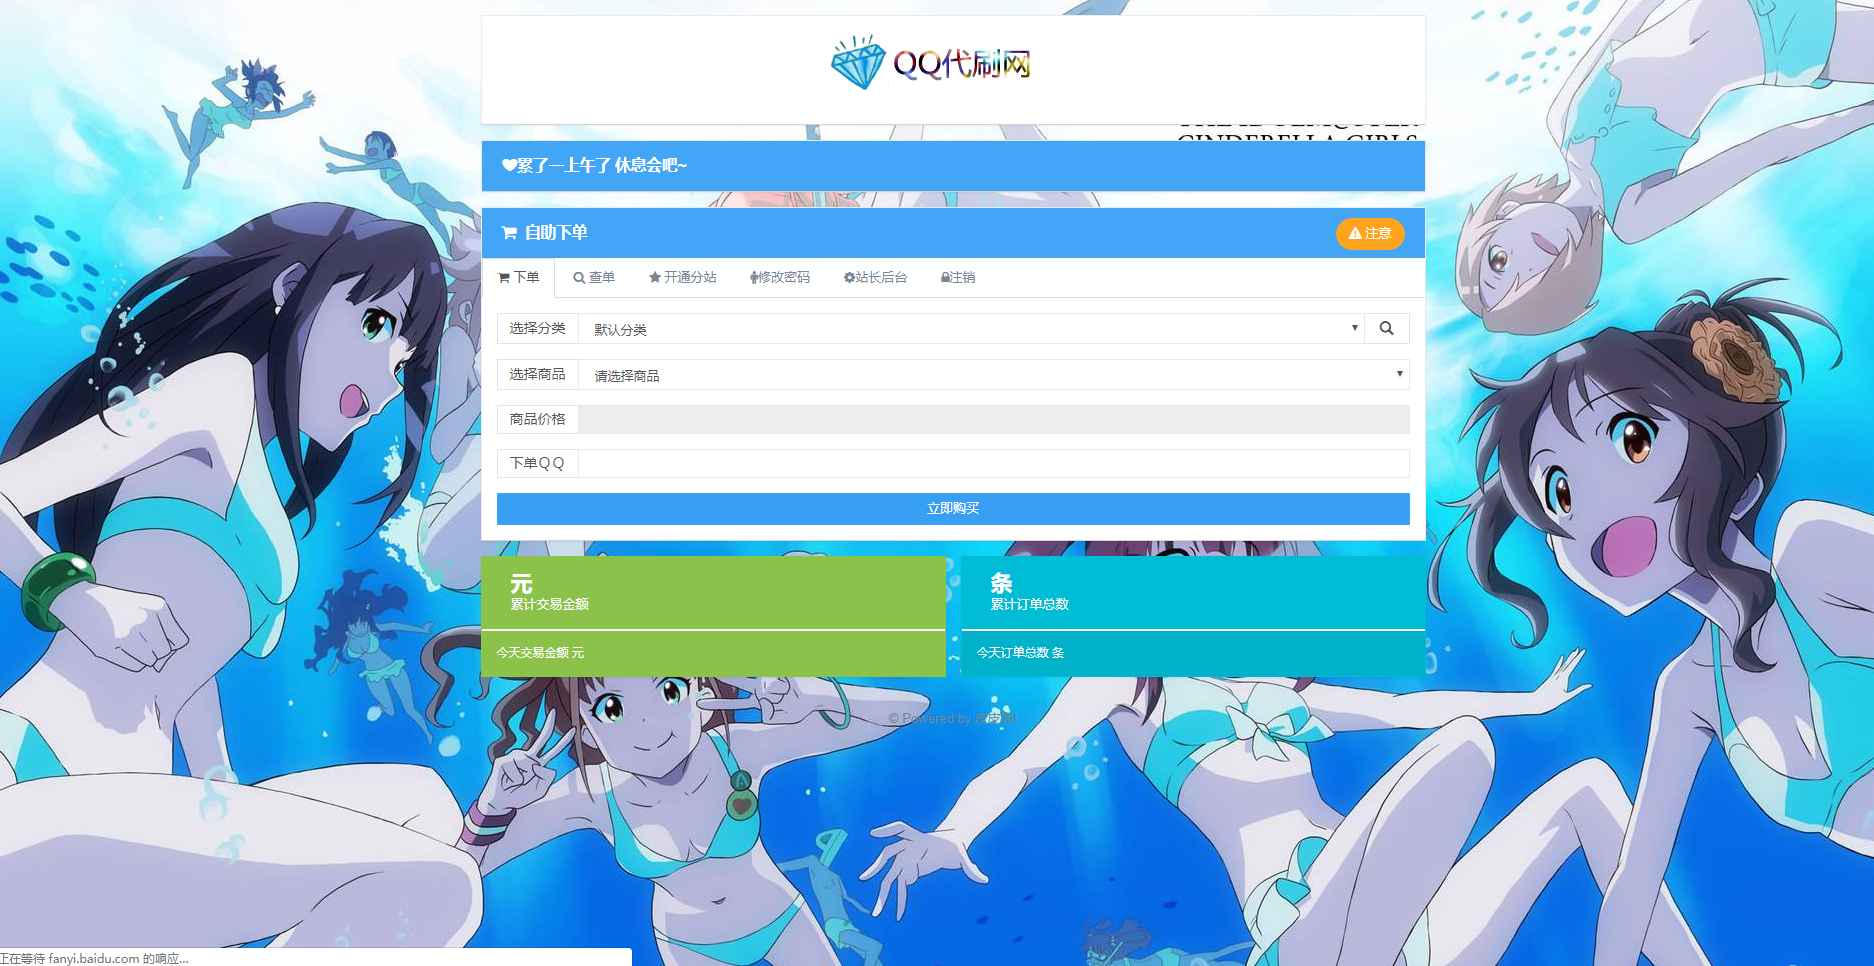 QQ代刷网
CINDERELLA GIRLS
累了一上午了 休息会吧~
自助下单
注意
下单 查单 开通分站 修改密码 站长后台 注销
选择分类 默认分类
选择商品 请选择商品
商品价格
下单QQ
立即购买
元
累计交易金额
今天交易金额 元
条
累计订单总数
今天订单总数 条
© Powered by
正在等待 fanyi.baidu.com 的响应...